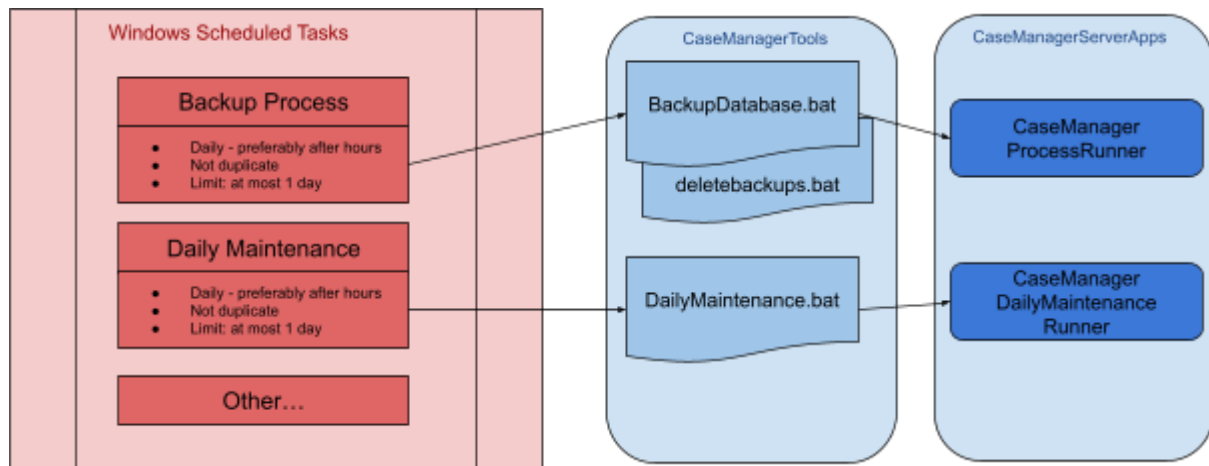 Windows Scheduled Tasks
Backup Process
● Daily - preferably after hours
● Not duplicate
● Limit: at most 1 day
Daily Maintenance
● Daily - preferably after hours
● Not duplicate
● Limit: at most 1 day
Other…
CaseManagerTools
BackupDatabase.bat
deletebackups.bat
DailyMaintenance.bat
CaseManagerServerApps
CaseManager
ProcessRunner
CaseManager
DailyMaintenance
Runner